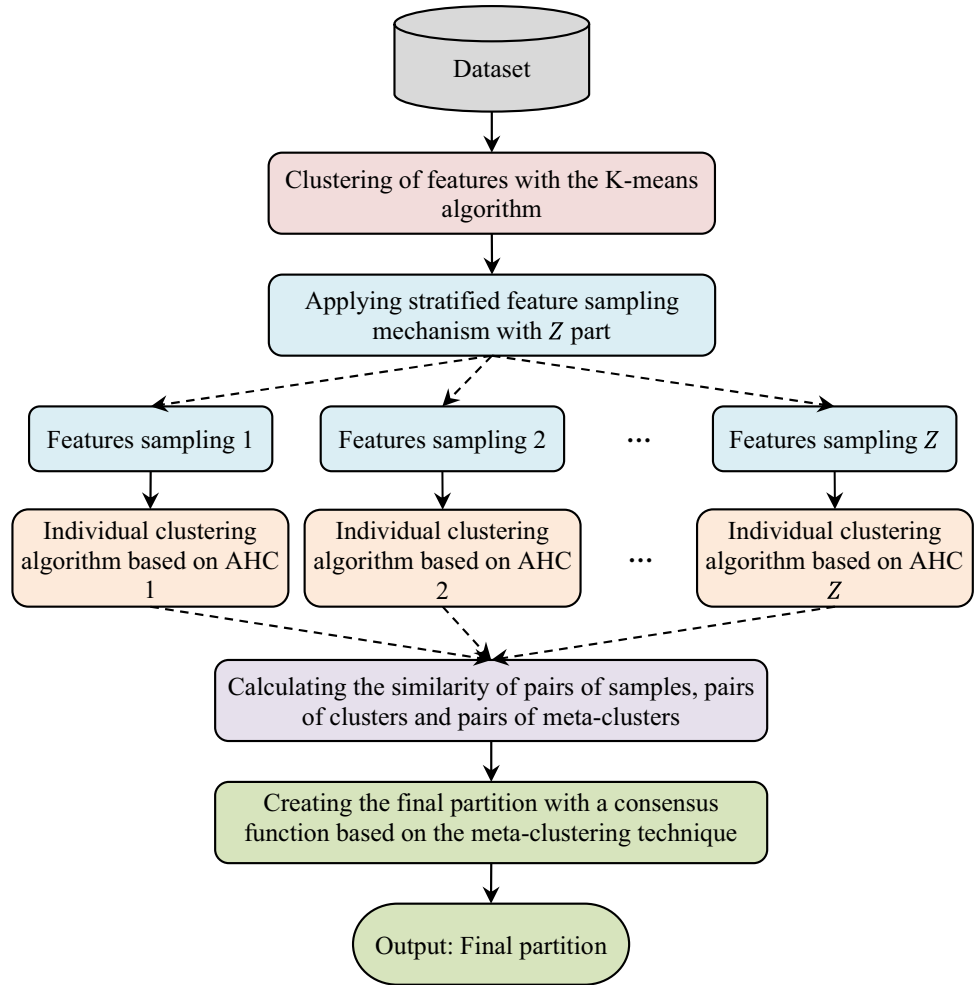 Dataset
Clustering of features with the K-means
algorithm
Applying stratified feature sampling
mechanism with Z part
Features sampling 1
Features sampling 2
...
Features sampling Z
Individual clustering
algorithm based on AHC
1
Individual clustering
algorithm based on AHC
2
...
Individual clustering
algorithm based on AHC
Z
Calculating the similarity of pairs of samples, pairs
of clusters and pairs of meta-clusters
Creating the final partition with a consensus
function based on the meta-clustering technique
Output: Final partition